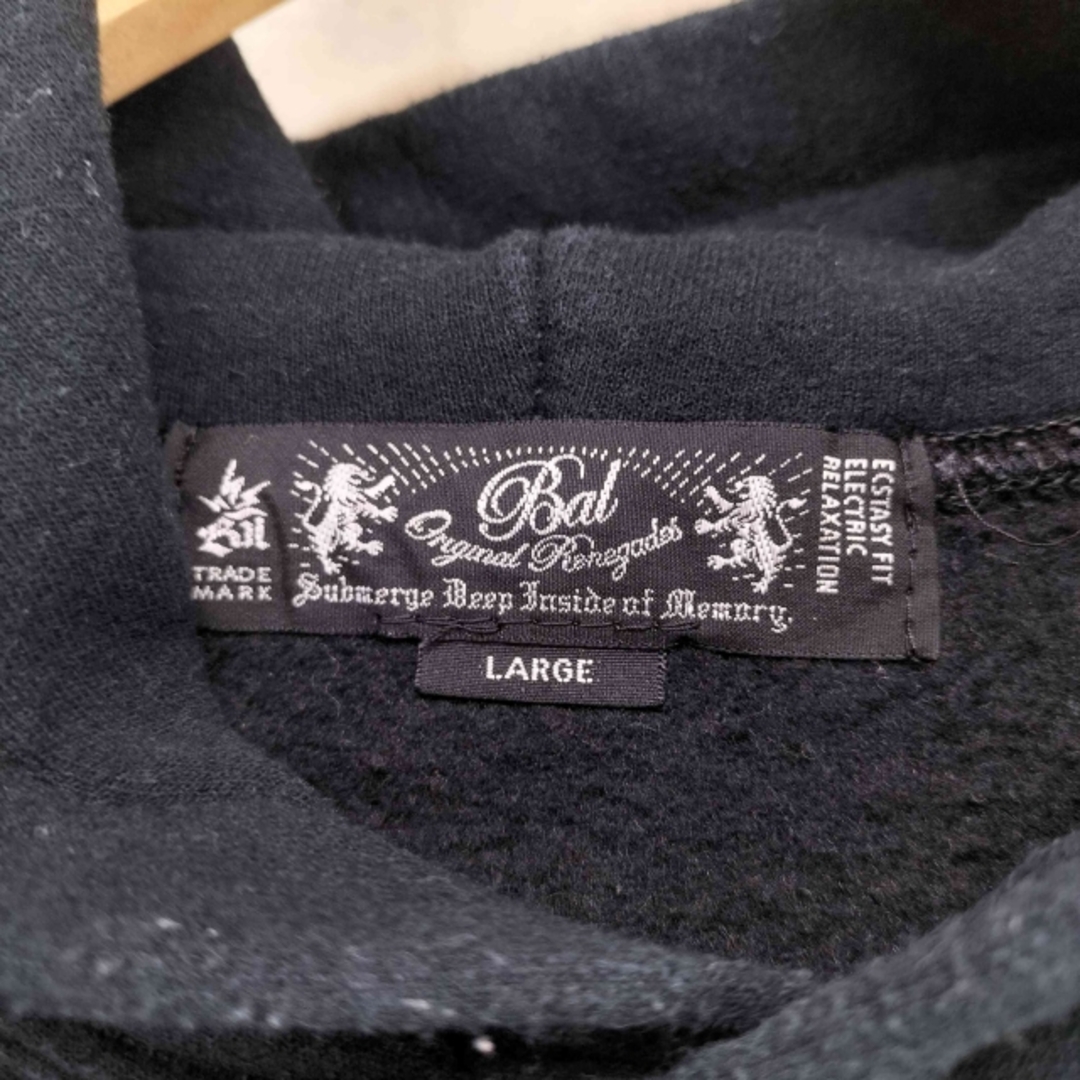 Bal
TRADE
MARK
Bal
Original Renegades
Submerge Deep Inside of Memory.
ECSTASY FIT
ELECTRIC
RELAXATION
LARGE